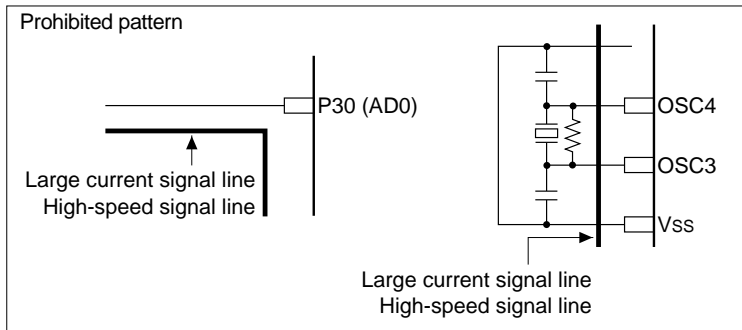 Prohibited pattern
P30 (AD0)
Large current signal line
High-speed signal line
OSC4
OSC3
VSS
Large current signal line
High-speed signal line